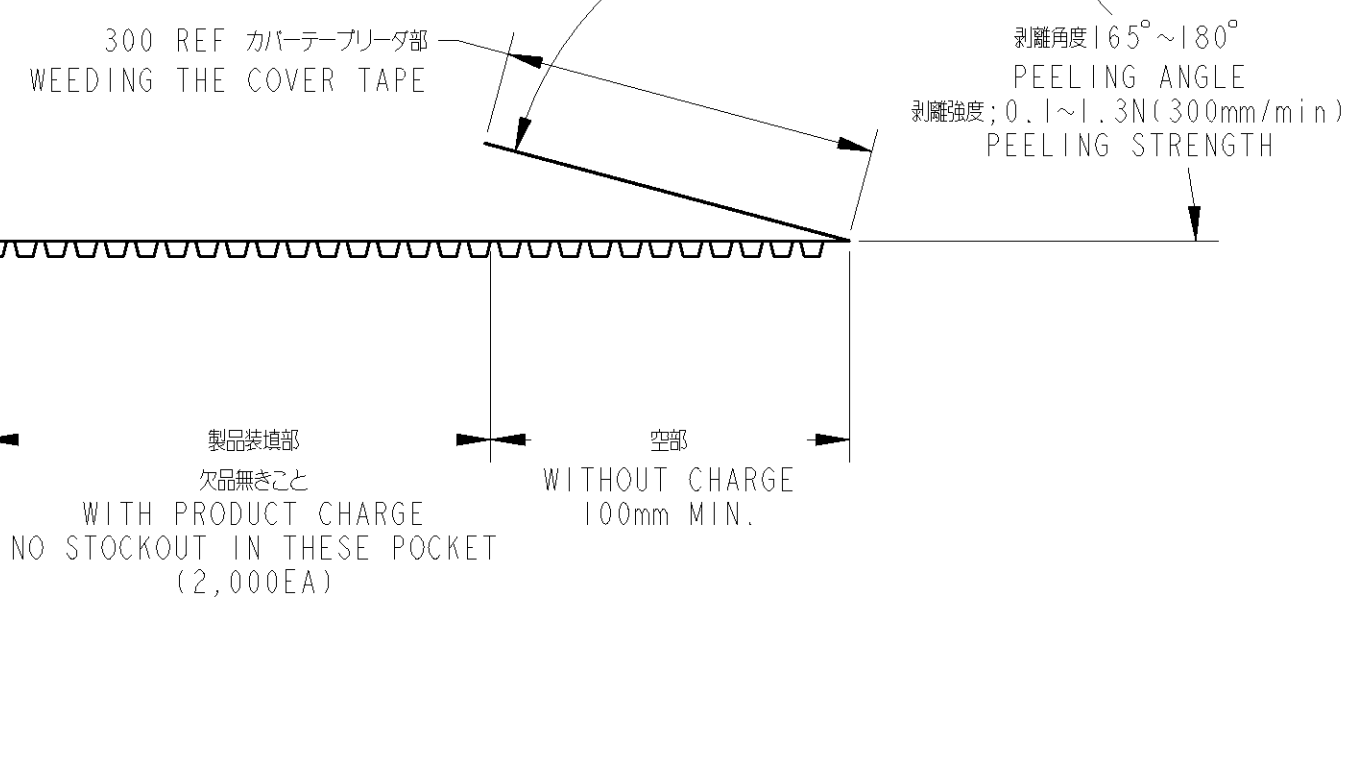 300 REF カバーテープリーダ部
WEEDING THE COVER TAPE
剥離角度165°~180°
PEELING ANGLE
剥離強度;0.1~1.3N(300mm/min)
PEELING STRENGTH
製品装填部
欠品無きこと
WITH PRODUCT CHARGE
NO STOCKOUT IN THESE POCKET
(2,000EA)
空部
WITHOUT CHARGE
100mm MIN.